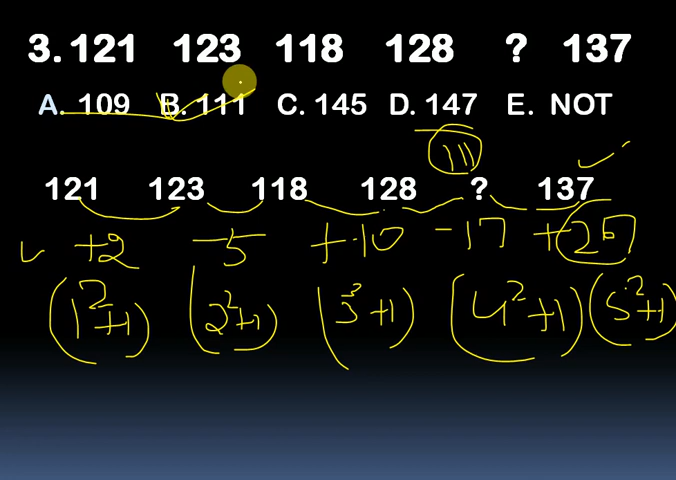 3. 121 123 118 128 ? 137
A. 109 B. 111 C. 145 D. 147 E. NOT
111
121 123 118 128 ? 137
+2 -5 +10 -17 +26
(1²+1) (2²+1) (3²+1) (4²+1) (5²+1)